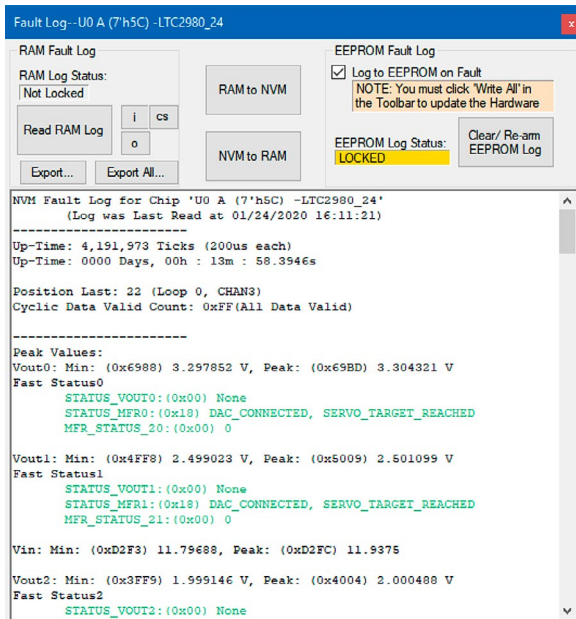 Fault Log--U0 A (7'h5C) -LTC2980_24
x
RAM Fault Log
RAM Log Status:
Not Locked
Read RAM Log
i
cs
o
Export...
Export All...
RAM to NVM
NVM to RAM
EEPROM Fault Log
Log to EEPROM on Fault
NOTE: You must click 'Write All' in
the Toolbar to update the Hardware
EEPROM Log Status:
LOCKED
Clear/ Re-arm
EEPROM Log
NVM Fault Log for Chip 'U0 A (7'h5C) -LTC2980_24'
(Log was Last Read at 01/24/2020 16:11:21)
-----------------------
Up-Time: 4,191,973 Ticks (200us each)
Up-Time: 0000 Days, 00h : 13m : 58.3946s
Position Last: 22 (Loop 0, CHAN3)
Cyclic Data Valid Count: 0xFF(All Data Valid)
-----------------------
Peak Values:
Vout0: Min: (0x6988) 3.297852 V, Peak: (0x69BD) 3.304321 V
Fast Status0
STATUS_VOUT0:(0x00) None
STATUS_MFR0:(0x18) DAC_CONNECTED, SERVO_TARGET_REACHED
MFR_STATUS_20:(0x00) 0
Vout1: Min: (0x4FF8) 2.499023 V, Peak: (0x5009) 2.501099 V
Fast Status1
STATUS_VOUT1:(0x00) None
STATUS_MFR1:(0x18) DAC_CONNECTED, SERVO_TARGET_REACHED
MFR_STATUS_21:(0x00) 0
Vin: Min: (0xD2F3) 11.79688, Peak: (0xD2FC) 11.9375
Vout2: Min: (0x3FF9) 1.999146 V, Peak: (0x4004) 2.000488 V
Fast Status2
STATUS_VOUT2:(0x00) None